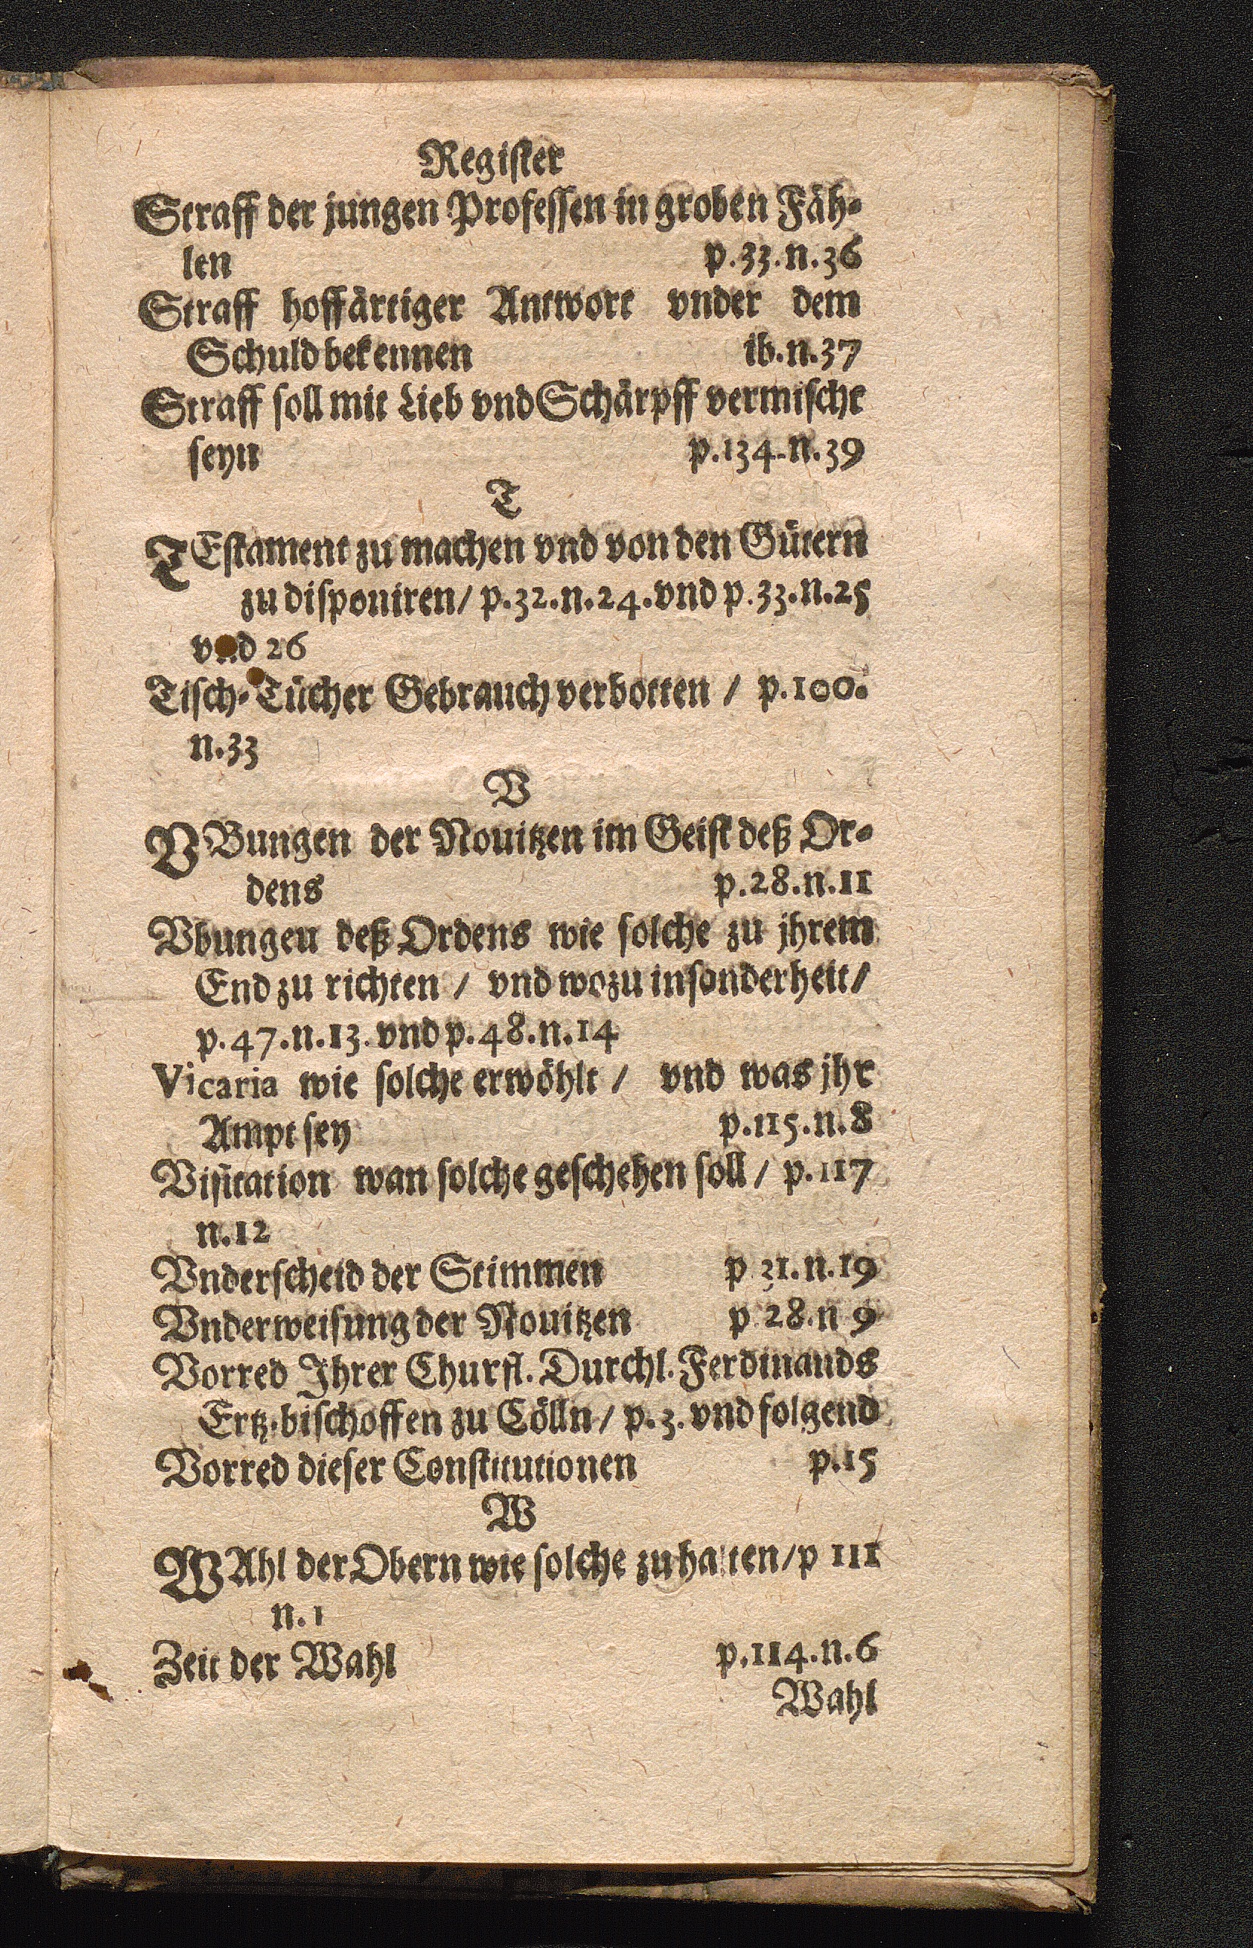 Register
Straff der jungen Professen in groben Fäh-
len p.33.n.36
Straff hoffärtiger Antwort vnder dem
Schuldbekennen ib.n.37
Straff soll mit Lieb vnd Schärpff vermischt
seyn p.134.n.39
T
TEstament zu machen vnd von den Gütern
zu disponiren/ p.32.n.24.vnd p.33.n.25
vnd 26
Tisch-Tücher Gebrauch verbotten / p.100.
n.33
V
VBungen der Nouitzen im Geist deß Or-
dens p.28.n.11
Vbungen deß Ordens wie solche zu jhrem
End zu richten / vnd wozu insonderheit/
p.47.n.13. vnd p.48.n.14
Vicaria wie solche erwöhlt / vnd was jhr
Ampt sey p.115.n.8
Visitation wan solche geschehen soll / p.117
n.12
Vnderscheid der Stimmen p 31.n.19
Vnderweisung der Nouitzen p 28.n 9
Vorred Ihrer Churfl. Durchl. Ferdinands
Ertz-bischoffen zu Cölln/ p.3. vnd folgend
Vorred dieser Constitutionen p.15
W
WAhl der Obern wie solche zuhalten/p 111
n.1
Zeit der Wahl p.114.n.6
Wahl